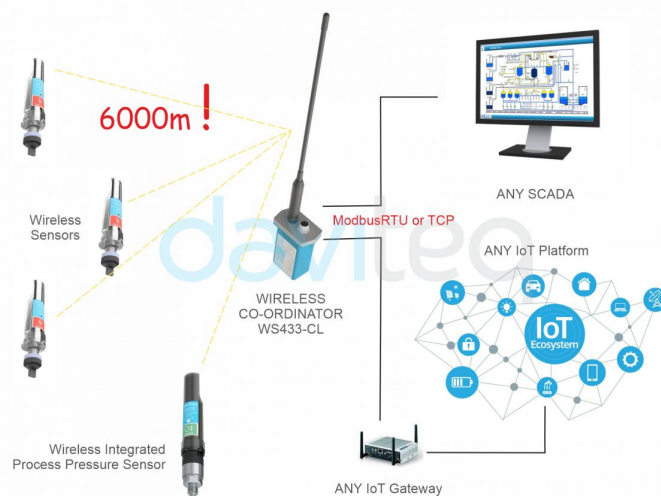 6000m !
ANY SCADA
Wireless
Sensors
ModbusRTU or TCP
daviteq
ANY IoT Platform
WIRELESS
CO-ORDINATOR
WS433-CL
IoT
Ecosystem
Wireless Integrated
Process Pressure Sensor
ANY IoT Gateway